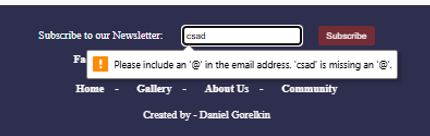 Subscribe to our Newsletter: csad Subscribe
Please include an '@' in the email address. 'csad' is missing an '@'.
Home - Gallery - About Us - Community
Created by - Daniel Gorelkin